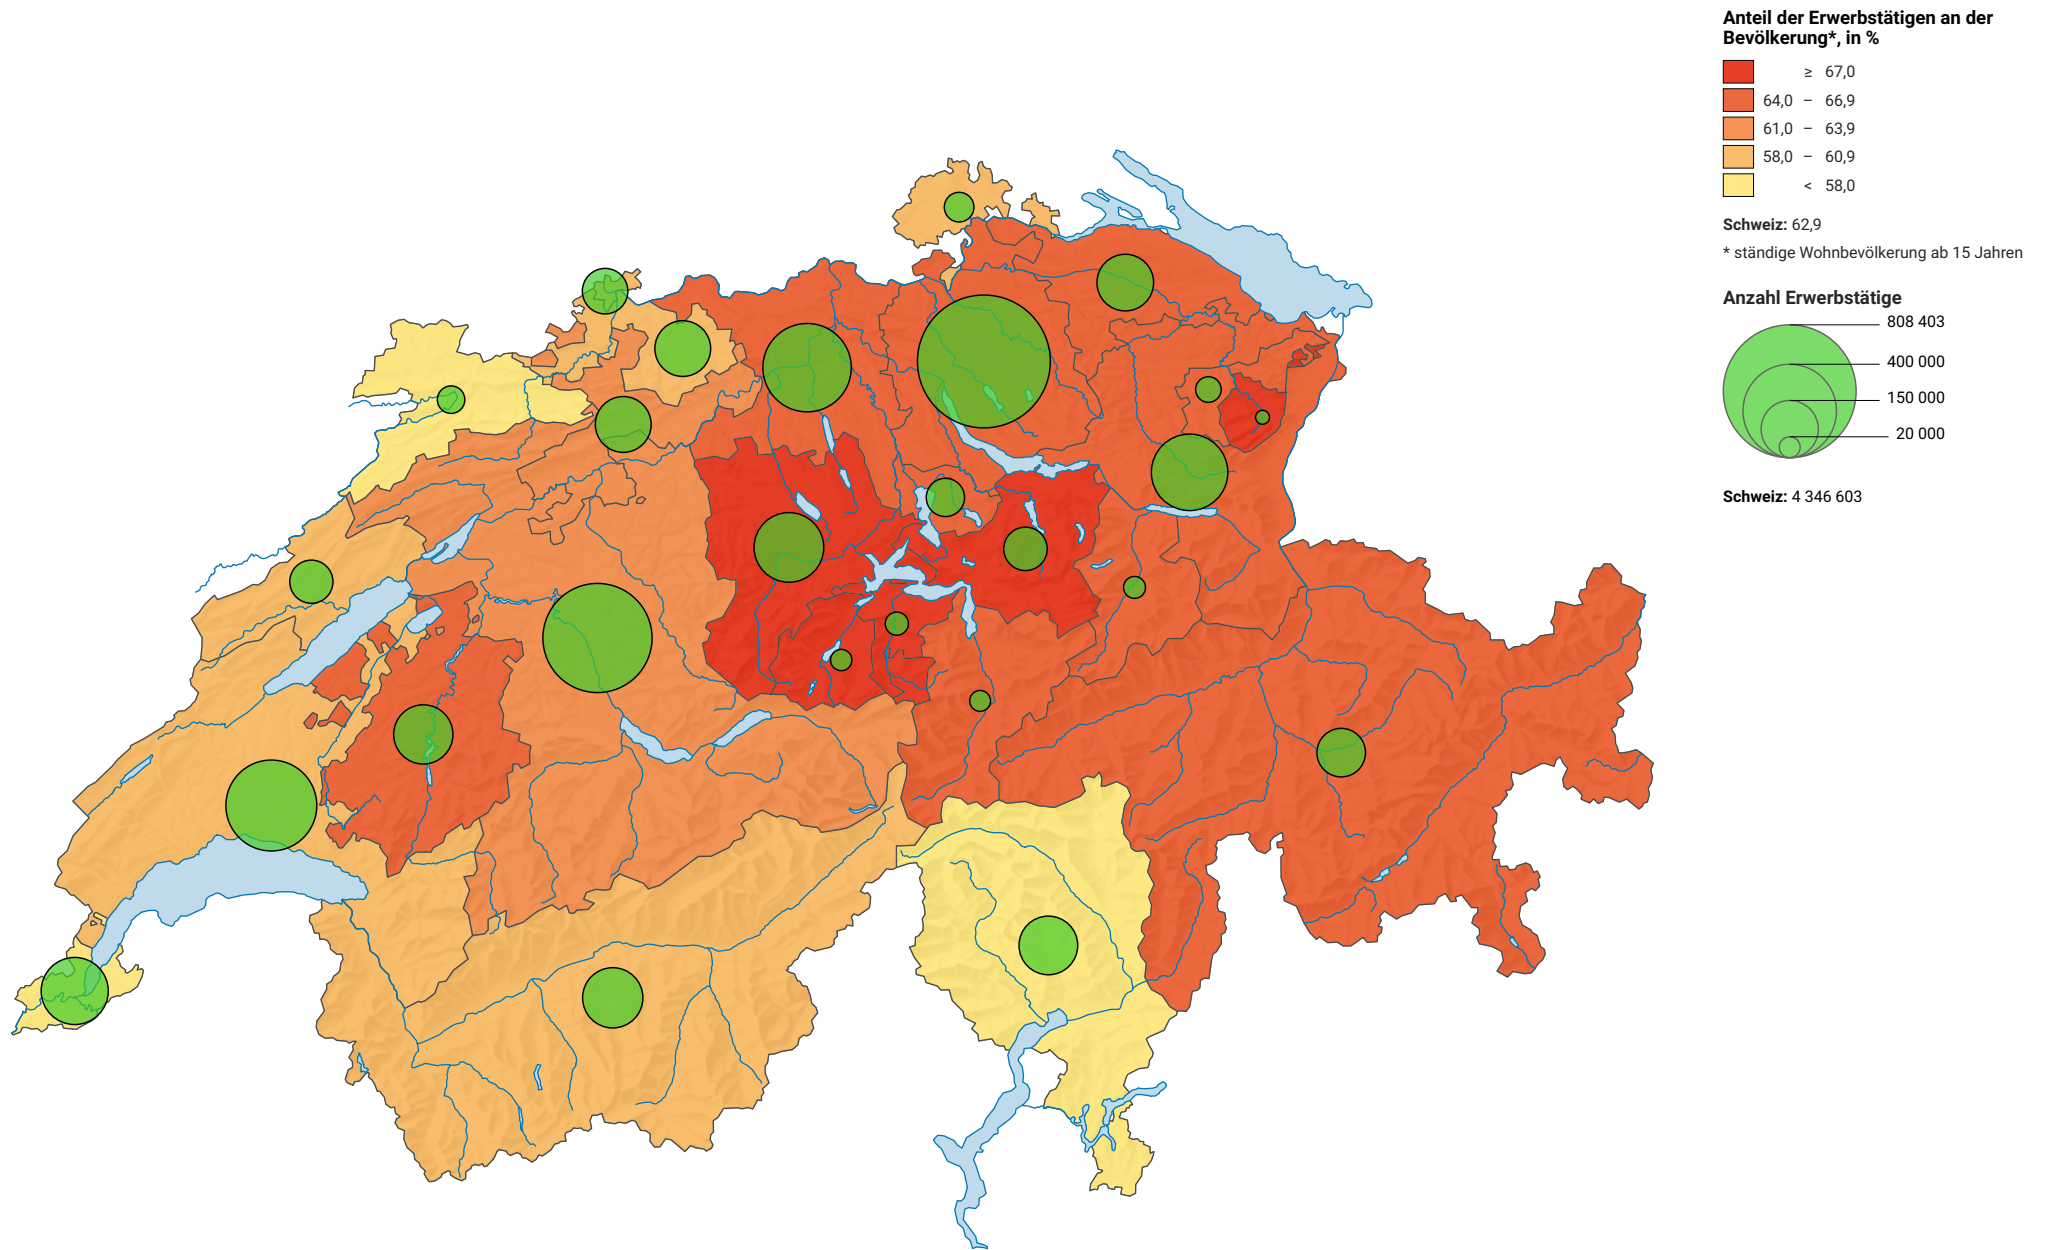 Anteil der Erwerbstätigen an der
Bevölkerung*, in %
≥ 67,0
64,0 – 66,9
61,0 – 63,9
58,0 – 60,9
< 58,0
Schweiz: 62,9
* ständige Wohnbevölkerung ab 15 Jahren
Anzahl Erwerbstätige
808 403
400 000
150 000
20 000
Schweiz: 4 346 603